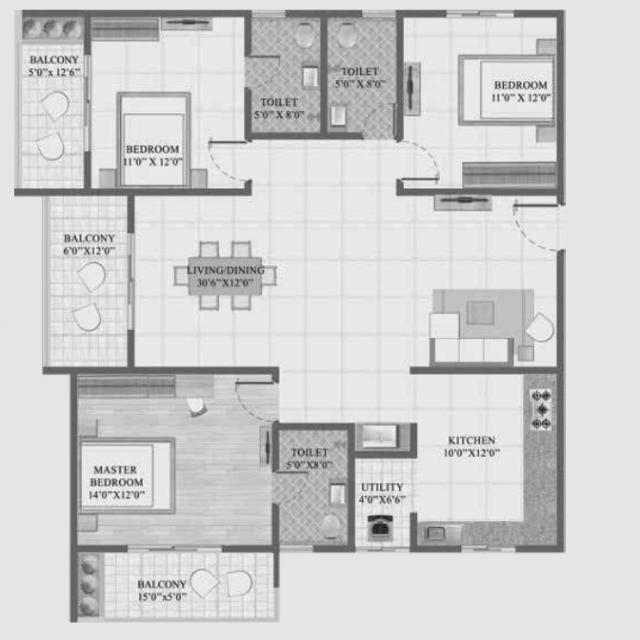 BALCONY
5'0"x 12'6"
BEDROOM
11'0" X 12'0"
TOILET
5'0" X 8'0"
TOILET
5'0" X 8'0"
BEDROOM
11'0" X 12'0"
BALCONY
6'0"X12'0"
LIVING/DINING
30'6"X12'0"
MASTER
BEDROOM
14'0"X12'0"
TOILET
5'0"X8'0"
UTILITY
4'0"X6'6"
KITCHEN
10'0"X12'0"
BALCONY
15'0"x5'0"